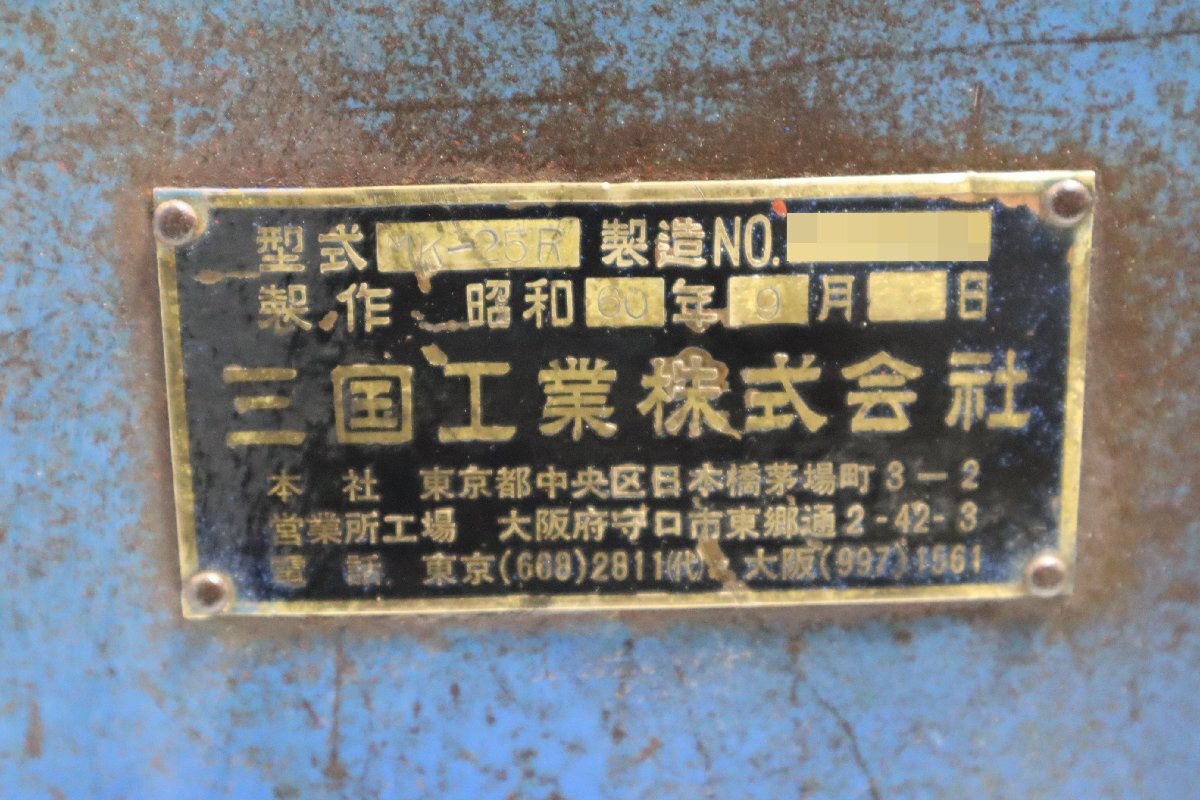 型式 MK-25R 製造NO.
製作 昭和60年9月 日
三国工業株式会社
本社 東京都中央区日本橋茅場町3-2
営業所工場 大阪府守口市東郷通2-42-3
電話 東京(668)2811(代) 大阪(997)1561